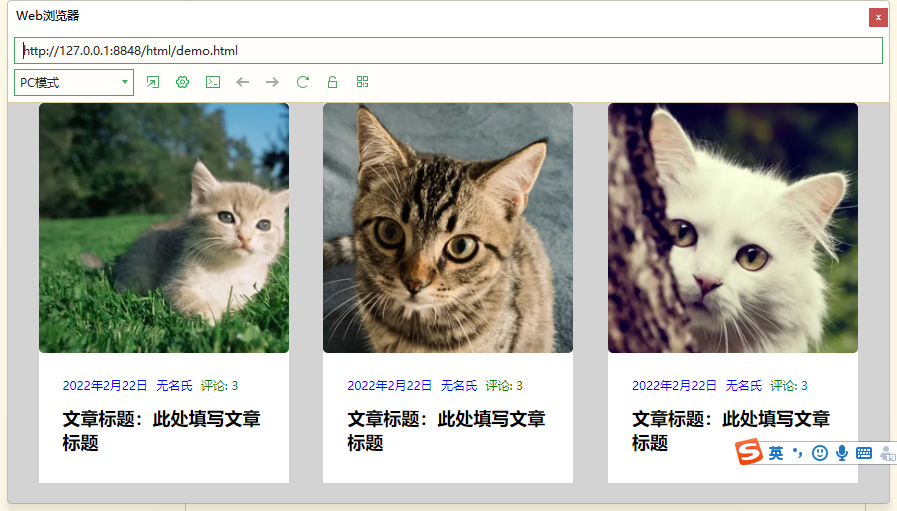 Web浏览器
http://127.0.0.1:8848/html/demo.html
PC模式
2022年2月22日 无名氏 评论: 3
文章标题：此处填写文章
标题
2022年2月22日 无名氏 评论: 3
文章标题：此处填写文章
标题
2022年2月22日 无名氏 评论: 3
文章标题：此处填写文章
标题
英